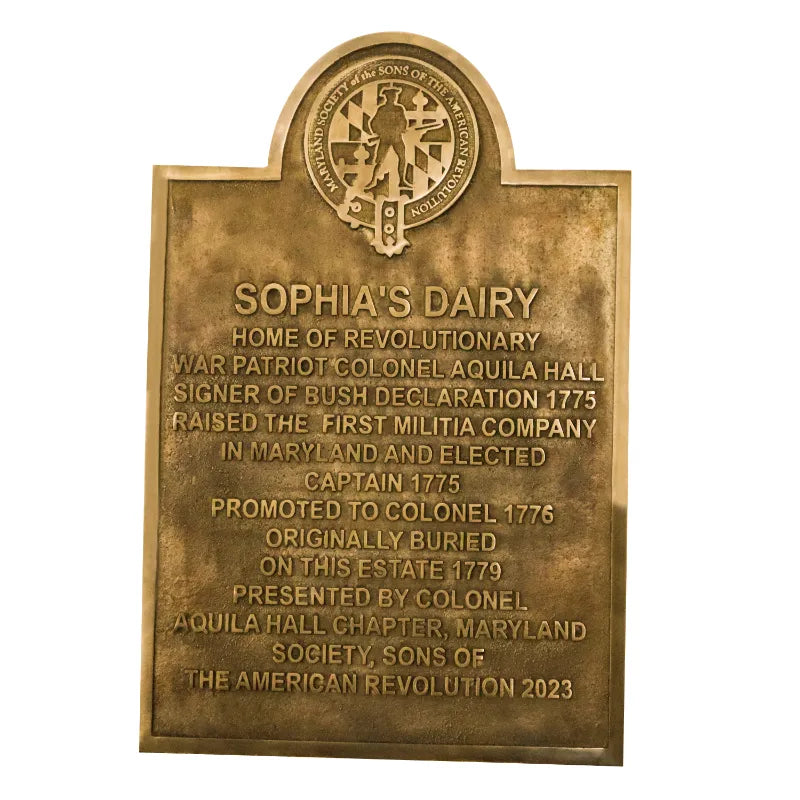 MARYLAND SOCIETY of the SONS OF THE AMERICAN REVOLUTION
SOPHIA'S DAIRY
HOME OF REVOLUTIONARY
WAR PATRIOT COLONEL AQUILA HALL
SIGNER OF BUSH DECLARATION 1775
RAISED THE FIRST MILITIA COMPANY
IN MARYLAND AND ELECTED
CAPTAIN 1775
PROMOTED TO COLONEL 1776
ORIGINALLY BURIED
ON THIS ESTATE 1779
PRESENTED BY COLONEL
AQUILA HALL CHAPTER, MARYLAND
SOCIETY, SONS OF
THE AMERICAN REVOLUTION 2023